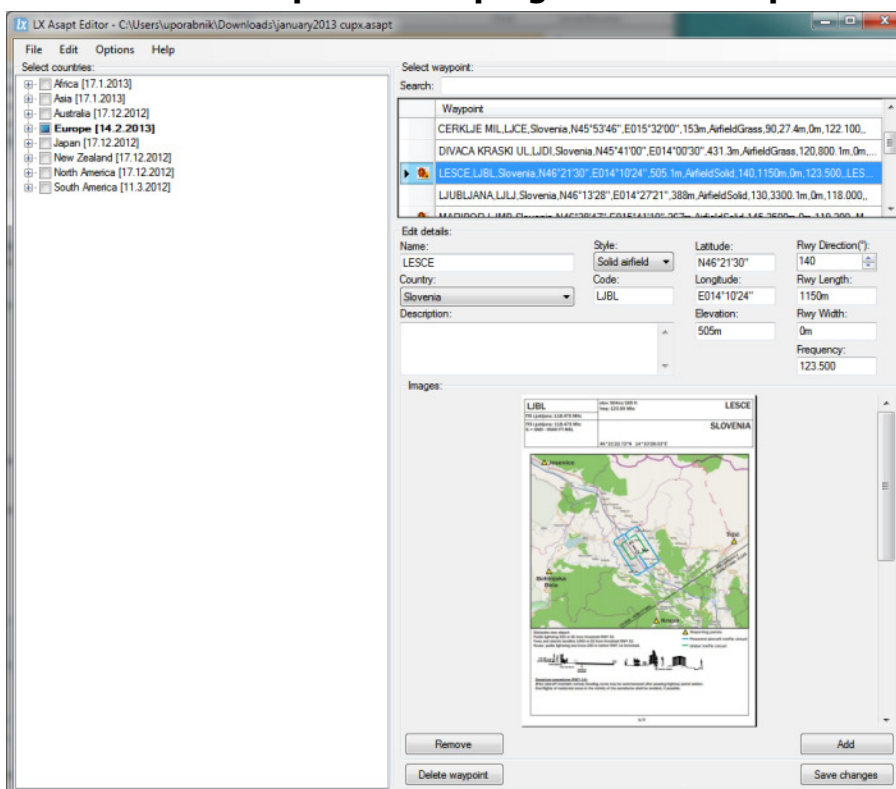 LX Asapt Editor - C:\Users\uporabnik\Downloads\january2013 cupx.asapt
File Edit Options Help
Select countries:
Africa [17.1.2013]
Asia [17.1.2013]
Australia [17.12.2012]
Europe [14.2.2013]
Japan [17.12.2012]
New Zealand [17.12.2012]
North America [17.12.2012]
South America [11.3.2012]
Select waypoint:
Search:
Waypoint
CERKLJE MIL,LJCE,Slovenia,N45°53'46",E015°32'00",153m,AirfieldGrass,90,27.4m,0m,122.100,,
DIVACA KRASKI UL,LJDI,Slovenia,N45°41'00",E014°00'30",431.3m,AirfieldGrass,120,800.1m,0m,...
LESCE,LJBL,Slovenia,N46°21'30",E014°10'24",505.1m,AirfieldSolid,140,1150m,0m,123.500,,LES...
LJUBLJANA,LJLJ,Slovenia,N46°13'28",E014°27'21",388m,AirfieldSolid,130,3300.1m,0m,118.000,,
Edit details:
Name: Style: Latitude: Rwy Direction(°):
LESCE Solid airfield N46°21'30" 140
Country: Code: Longitude: Rwy Length:
Slovenia LJBL E014°10'24" 1150m
Description: Elevation: Rwy Width:
505m 0m
Frequency:
123.500
Images:
LJBL LESCE
SLOVENIA
Remove Add
Delete waypoint Save changes